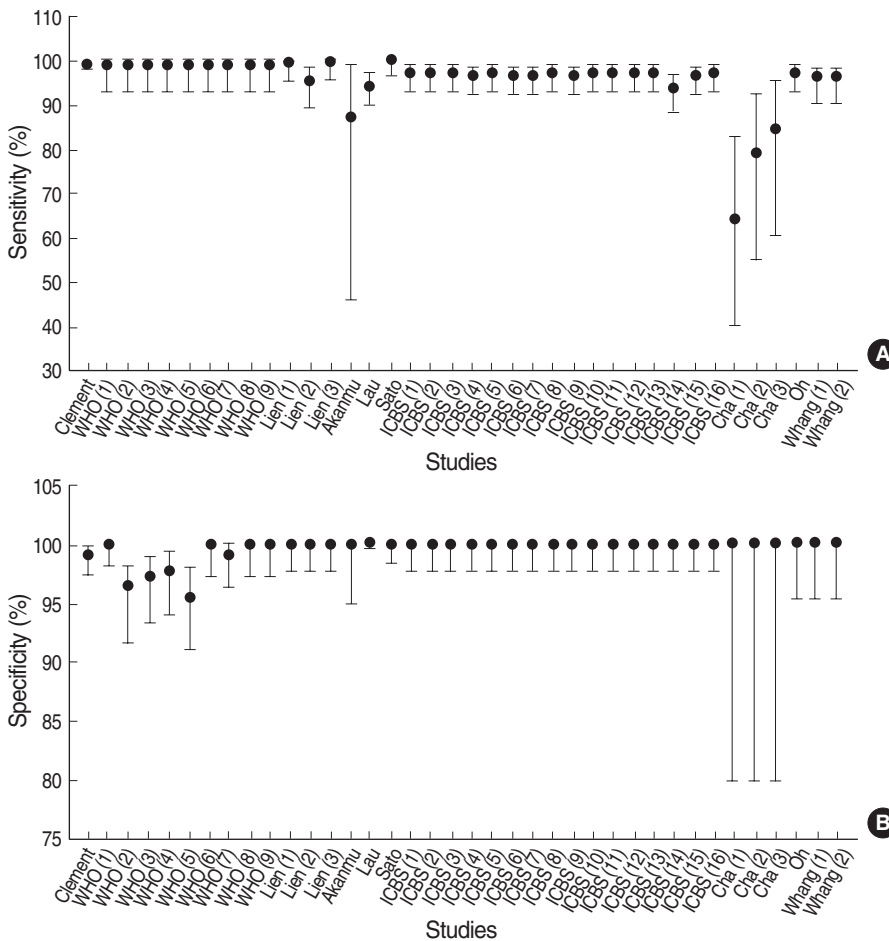 110
100
90
80
70
60
50
40
30
Sensitivity (%)
Clement
WHO (1)
WHO (2)
WHO (3)
WHO (4)
WHO (5)
WHO (6)
WHO (7)
WHO (8)
WHO (9)
Lien (1)
Lien (2)
Lien (3)
Akanmu
Lau
Sato
ICBS (1)
ICBS (2)
ICBS (3)
ICBS (4)
ICBS (5)
ICBS (6)
ICBS (7)
ICBS (8)
ICBS (9)
ICBS (10)
ICBS (11)
ICBS (12)
ICBS (13)
ICBS (14)
ICBS (15)
ICBS (16)
Cha (1)
Cha (2)
Cha (3)
Oh
Whang (1)
Whang (2)
Studies
A
105
100
95
90
85
80
75
Specificity (%)
Clement
WHO (1)
WHO (2)
WHO (3)
WHO (4)
WHO (5)
WHO (6)
WHO (7)
WHO (8)
WHO (9)
Lien (1)
Lien (2)
Lien (3)
Akanmu
Lau
Sato
ICBS (1)
ICBS (2)
ICBS (3)
ICBS (4)
ICBS (5)
ICBS (6)
ICBS (7)
ICBS (8)
ICBS (9)
ICBS (10)
ICBS (11)
ICBS (12)
ICBS (13)
ICBS (14)
ICBS (15)
ICBS (16)
Cha (1)
Cha (2)
Cha (3)
Oh
Whang (1)
Whang (2)
Studies
B